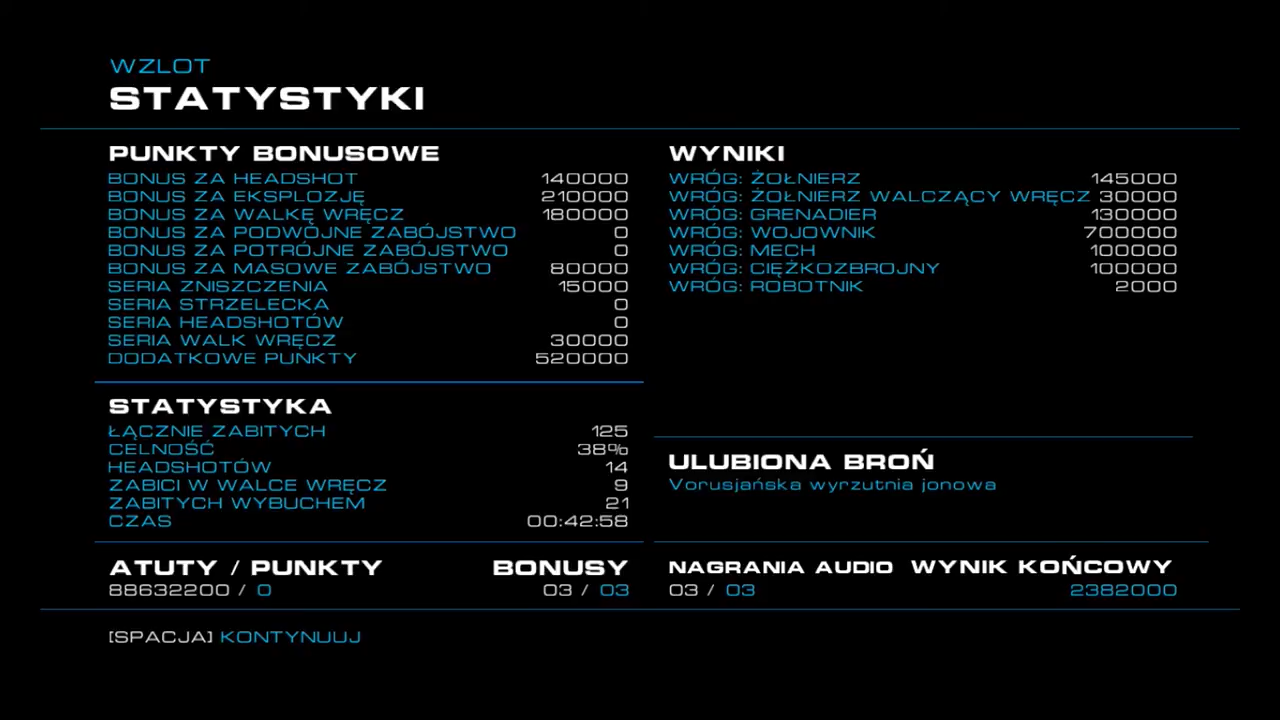 WZLOT
STATYSTYKI
PUNKTY BONUSOWE
BONUS ZA HEADSHOT 140000
BONUS ZA EKSPLOZJĘ 210000
BONUS ZA WALKĘ WRĘCZ 180000
BONUS ZA PODWÓJNE ZABÓJSTWO 0
BONUS ZA POTRÓJNE ZABÓJSTWO 0
BONUS ZA MASOWE ZABÓJSTWO 80000
SERIA ZNISZCZENIA 15000
SERIA STRZELECKA 0
SERIA HEADSHOTÓW 0
SERIA WALK WRĘCZ 30000
DODATKOWE PUNKTY 520000
WYNIKI
WRÓG: ŻOŁNIERZ 145000
WRÓG: ŻOŁNIERZ WALCZĄCY WRĘCZ 30000
WRÓG: GRENADIER 130000
WRÓG: WOJOWNIK 700000
WRÓG: MECH 100000
WRÓG: CIĘŻKOZBROJNY 100000
WRÓG: ROBOTNIK 2000
STATYSTYKA
ŁĄCZNIE ZABITYCH 125
CELNOŚĆ 38%
HEADSHOTÓW 14
ZABICI W WALCE WRĘCZ 9
ZABITYCH WYBUCHEM 21
CZAS 00:42:58
ULUBIONA BROŃ
Vorusjańska wyrzutnia jonowa
ATUTY / PUNKTY BONUSY
88632200 / 0 03 / 03
NAGRANIA AUDIO WYNIK KOŃCOWY
03 / 03 2382000
[SPACJA] KONTYNUUJ